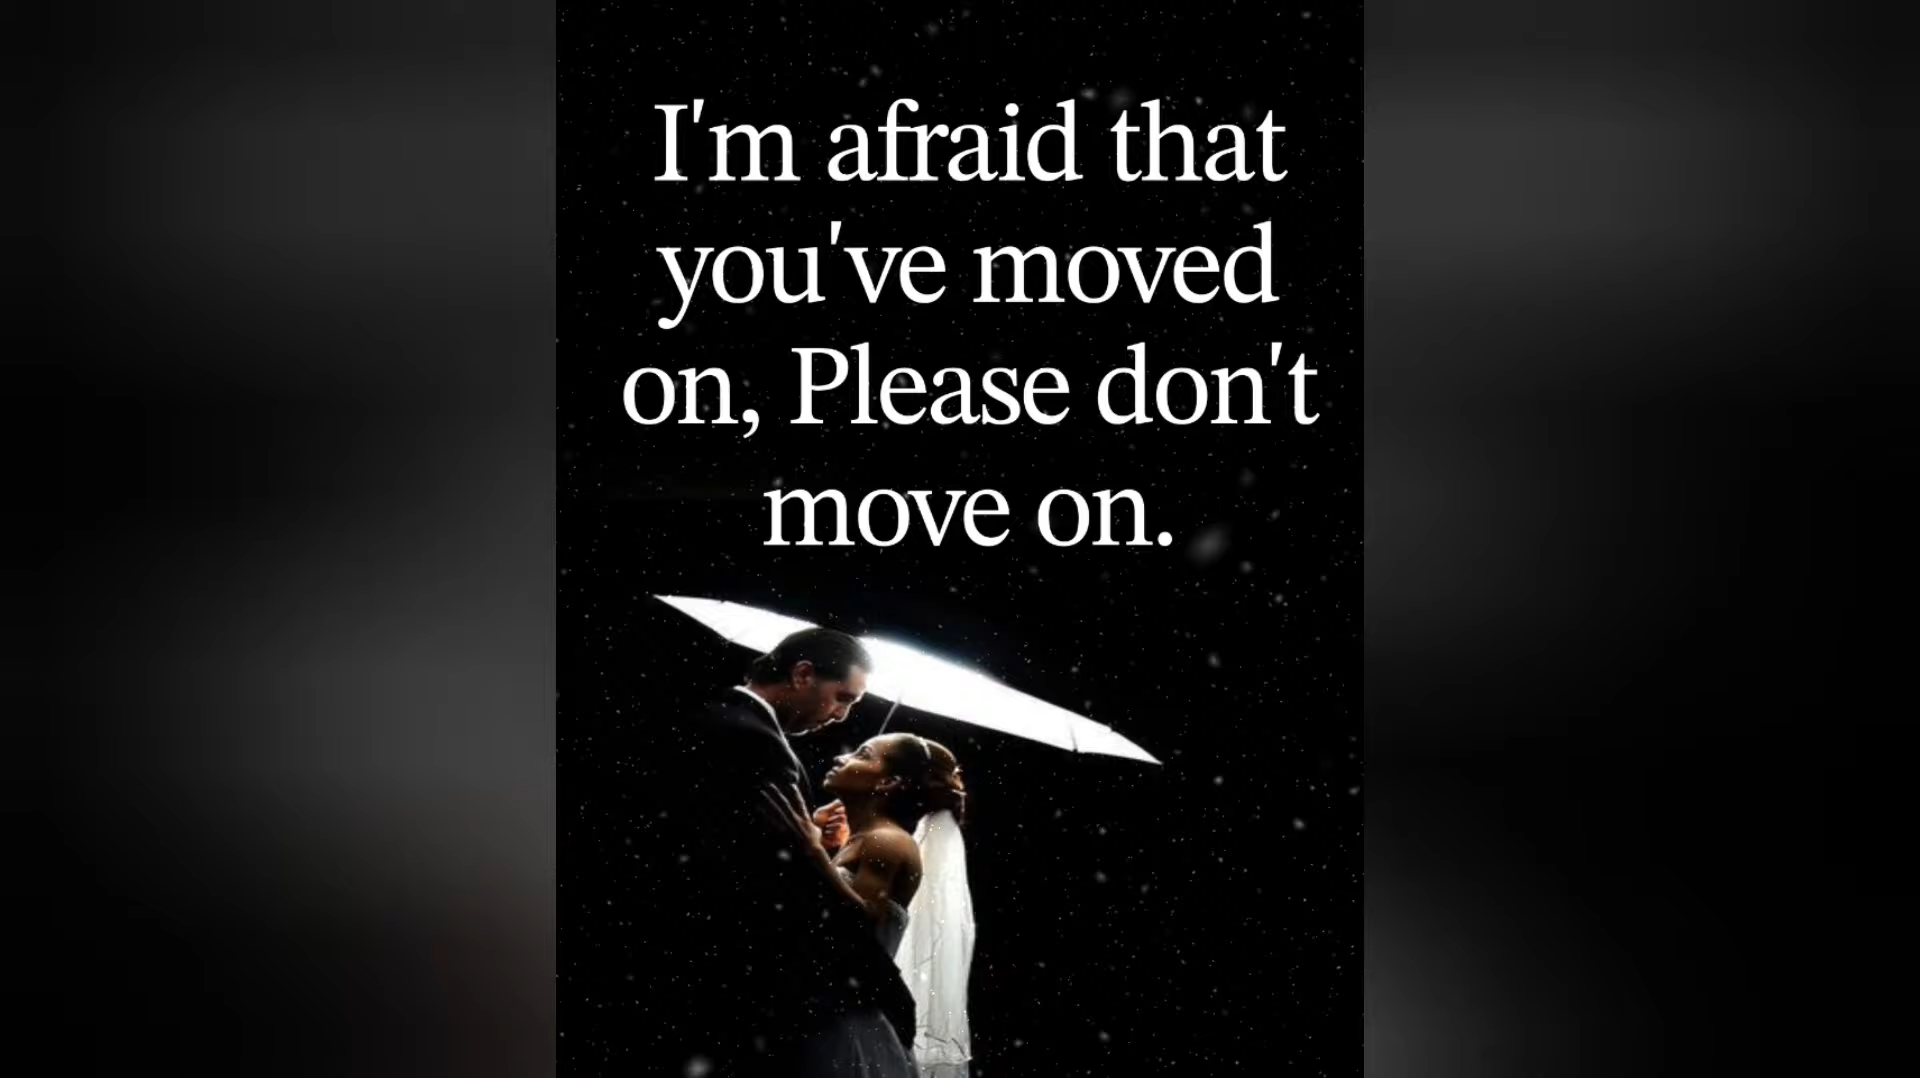 I'm afraid that
you've moved
on, Please don't
move on.